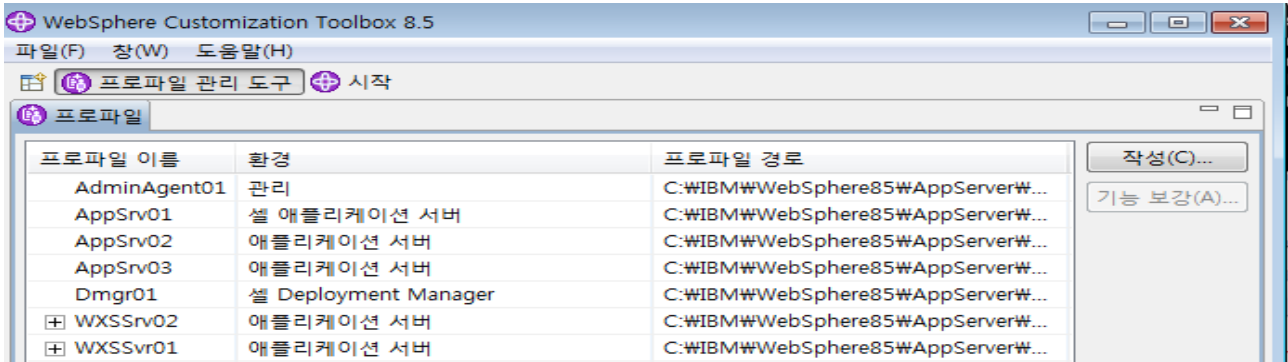 WebSphere Customization Toolbox 8.5
파일(F) 창(W) 도움말(H)
프로파일 관리 도구 시작
프로파일
프로파일 이름 환경 프로파일 경로 작성(C)...
AdminAgent01 관리 C:₩IBM₩WebSphere85₩AppServer₩... 기능 보강(A)...
AppSrv01 셀 애플리케이션 서버 C:₩IBM₩WebSphere85₩AppServer₩...
AppSrv02 애플리케이션 서버 C:₩IBM₩WebSphere85₩AppServer₩...
AppSrv03 애플리케이션 서버 C:₩IBM₩WebSphere85₩AppServer₩...
Dmgr01 셀 Deployment Manager C:₩IBM₩WebSphere85₩AppServer₩...
WXSSrv02 애플리케이션 서버 C:₩IBM₩WebSphere85₩AppServer₩...
WXSSvr01 애플리케이션 서버 C:₩IBM₩WebSphere85₩AppServer₩...